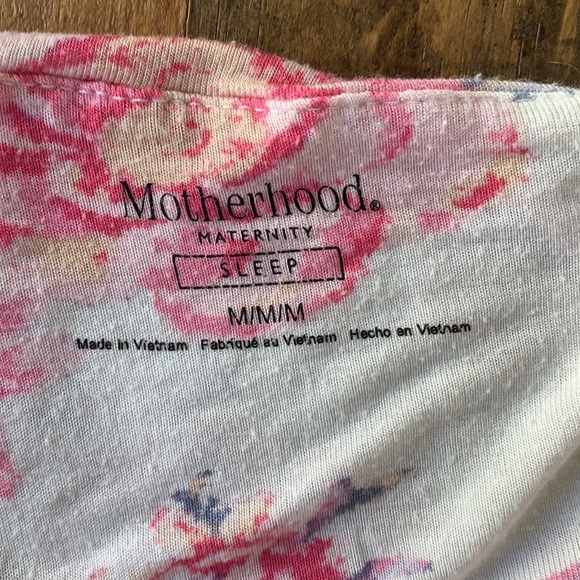 Motherhood®
MATERNITY
SLEEP
M/M/M
Made in Vietnam Fabriqué au Vietnam Hecho en Vietnam